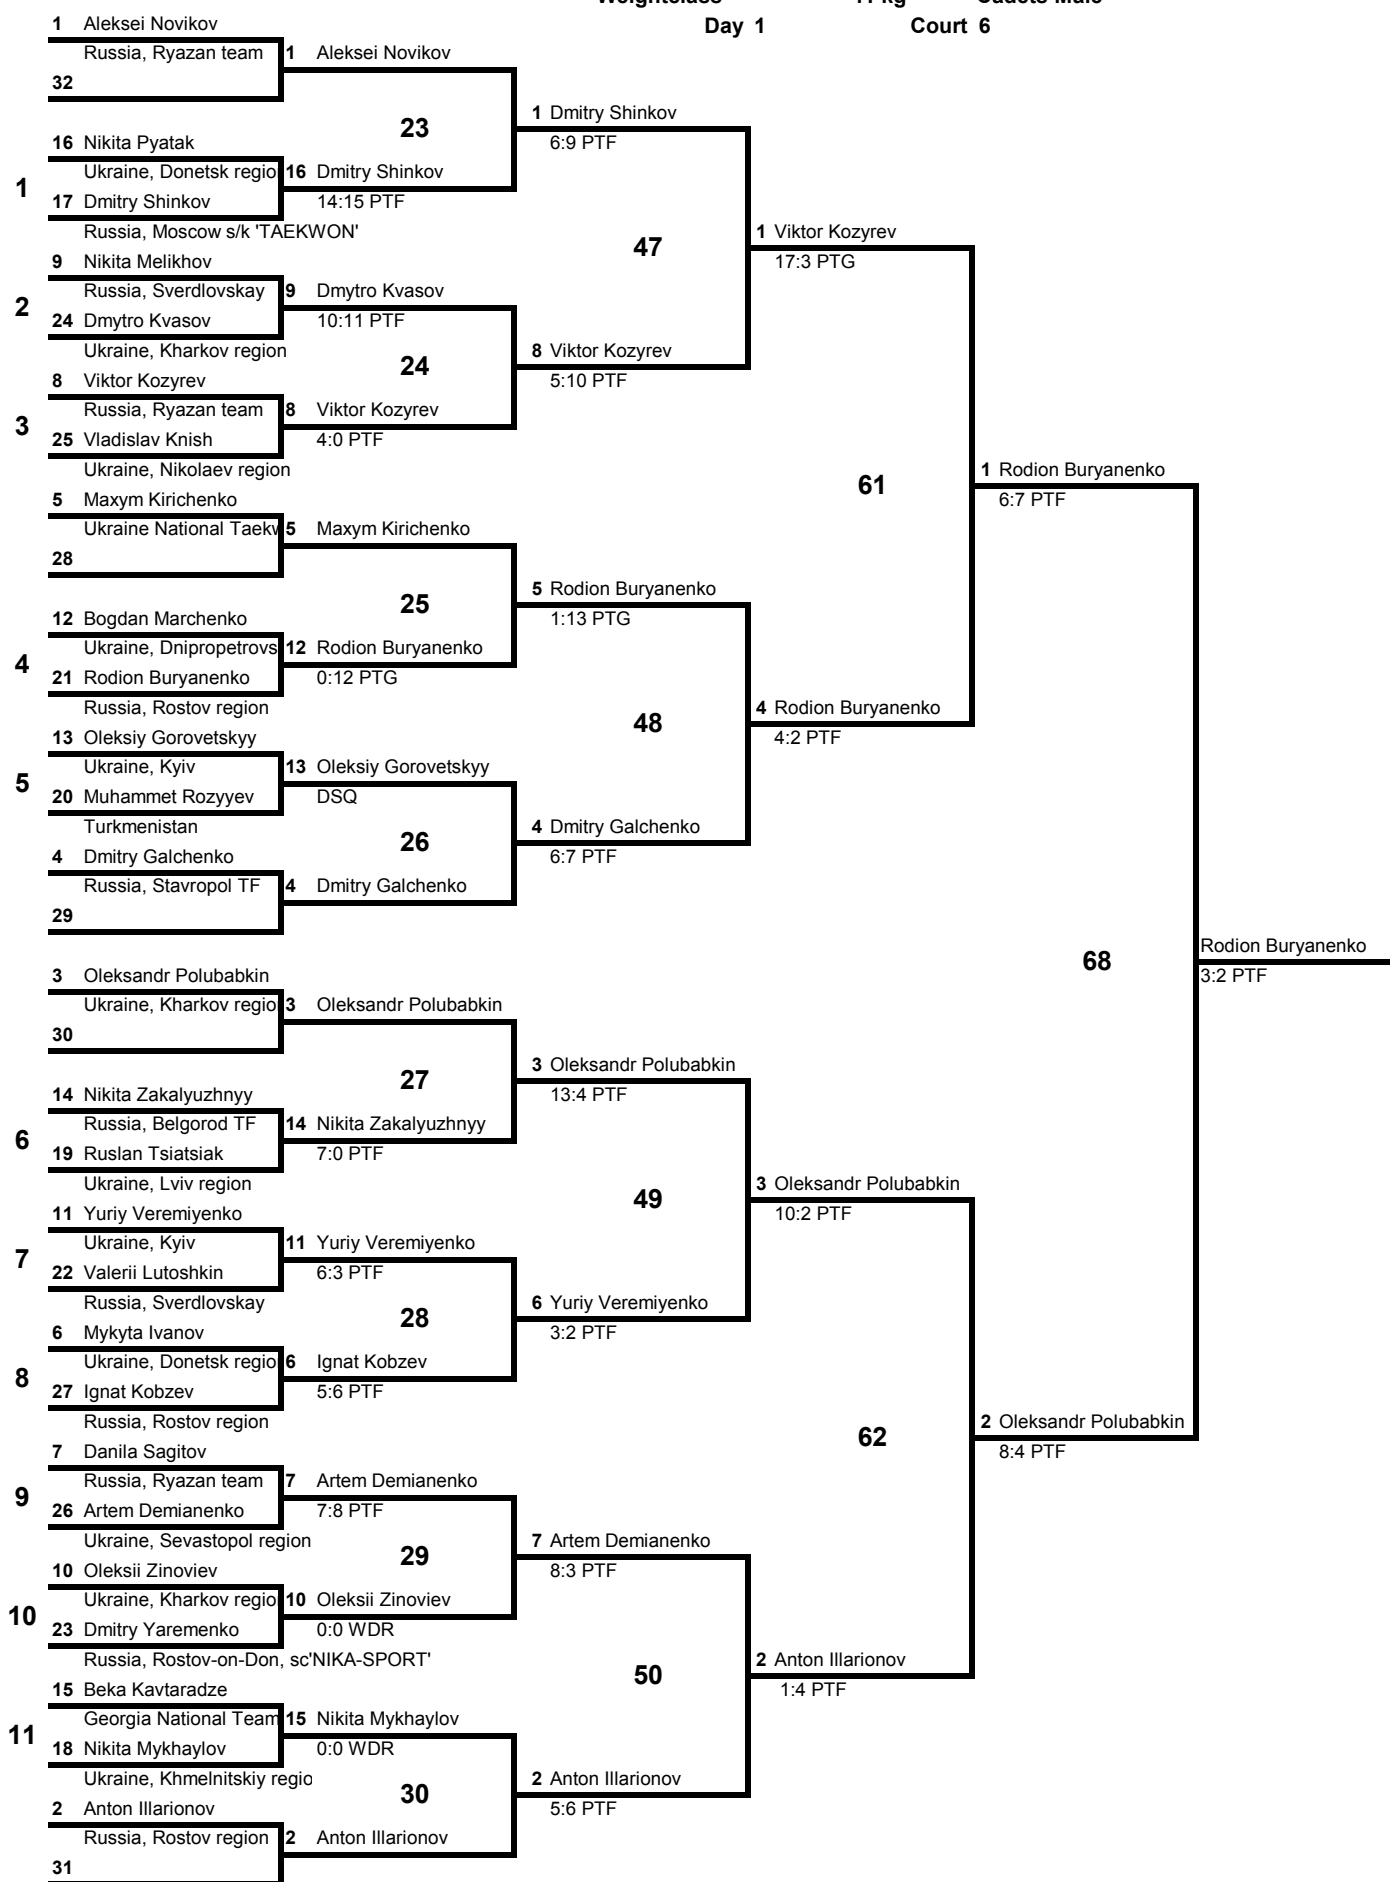 Day 1 Court 6
1 Aleksei Novikov
Russia, Ryazan team
32
1 Aleksei Novikov
23
1 Dmitry Shinkov
6:9 PTF
16 Nikita Pyatak
Ukraine, Donetsk regio
1
17 Dmitry Shinkov
Russia, Moscow s/k 'TAEKWON'
16 Dmitry Shinkov
14:15 PTF
47
1 Viktor Kozyrev
17:3 PTG
9 Nikita Melikhov
Russia, Sverdlovskay
2
24 Dmytro Kvasov
Ukraine, Kharkov region
9 Dmytro Kvasov
10:11 PTF
24
8 Viktor Kozyrev
5:10 PTF
8 Viktor Kozyrev
Russia, Ryazan team
3
25 Vladislav Knish
Ukraine, Nikolaev region
8 Viktor Kozyrev
4:0 PTF
61
1 Rodion Buryanenko
6:7 PTF
5 Maxym Kirichenko
Ukraine National Taekw
28
5 Maxym Kirichenko
25
5 Rodion Buryanenko
1:13 PTG
12 Bogdan Marchenko
Ukraine, Dnipropetrovs
4
21 Rodion Buryanenko
Russia, Rostov region
12 Rodion Buryanenko
0:12 PTG
48
4 Rodion Buryanenko
4:2 PTF
13 Oleksiy Gorovetskyy
Ukraine, Kyiv
5
20 Muhammet Rozyyev
Turkmenistan
13 Oleksiy Gorovetskyy
DSQ
26
4 Dmitry Galchenko
6:7 PTF
4 Dmitry Galchenko
Russia, Stavropol TF
29
4 Dmitry Galchenko
68
Rodion Buryanenko
3:2 PTF
3 Oleksandr Polubabkin
Ukraine, Kharkov regio
30
3 Oleksandr Polubabkin
27
3 Oleksandr Polubabkin
13:4 PTF
14 Nikita Zakalyuzhnyy
Russia, Belgorod TF
6
19 Ruslan Tsiatsiak
Ukraine, Lviv region
14 Nikita Zakalyuzhnyy
7:0 PTF
49
3 Oleksandr Polubabkin
10:2 PTF
11 Yuriy Veremiyenko
Ukraine, Kyiv
7
22 Valerii Lutoshkin
Russia, Sverdlovskay
11 Yuriy Veremiyenko
6:3 PTF
28
6 Yuriy Veremiyenko
3:2 PTF
6 Mykyta Ivanov
Ukraine, Donetsk regio
8
27 Ignat Kobzev
Russia, Rostov region
6 Ignat Kobzev
5:6 PTF
62
2 Oleksandr Polubabkin
8:4 PTF
7 Danila Sagitov
Russia, Ryazan team
9
26 Artem Demianenko
Ukraine, Sevastopol region
7 Artem Demianenko
7:8 PTF
29
7 Artem Demianenko
8:3 PTF
10 Oleksii Zinoviev
Ukraine, Kharkov regio
10
23 Dmitry Yaremenko
Russia, Rostov-on-Don, sc'NIKA-SPORT'
10 Oleksii Zinoviev
0:0 WDR
50
2 Anton Illarionov
1:4 PTF
15 Beka Kavtaradze
Georgia National Team
11
18 Nikita Mykhaylov
Ukraine, Khmelnitskiy regio
15 Nikita Mykhaylov
0:0 WDR
30
2 Anton Illarionov
5:6 PTF
2 Anton Illarionov
Russia, Rostov region
31
2 Anton Illarionov